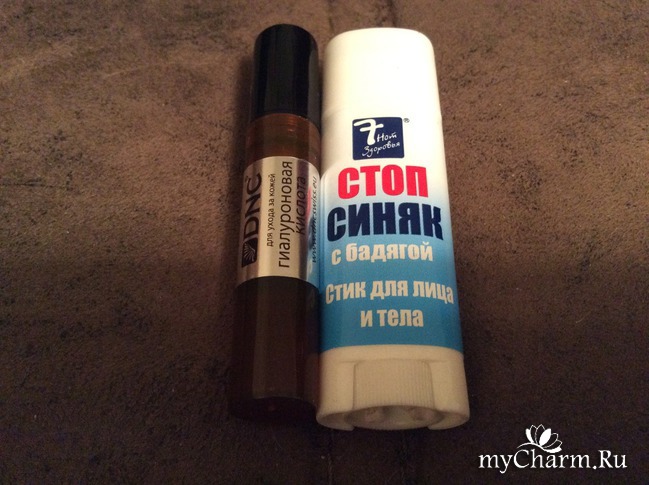 DNC
для ухода за кожей
гиалуроновая
кислота
7
Нот
Здоровья
®
СТОП
СИНЯК
с бадягой
Стик для лица
и тела
myCharm.Ru